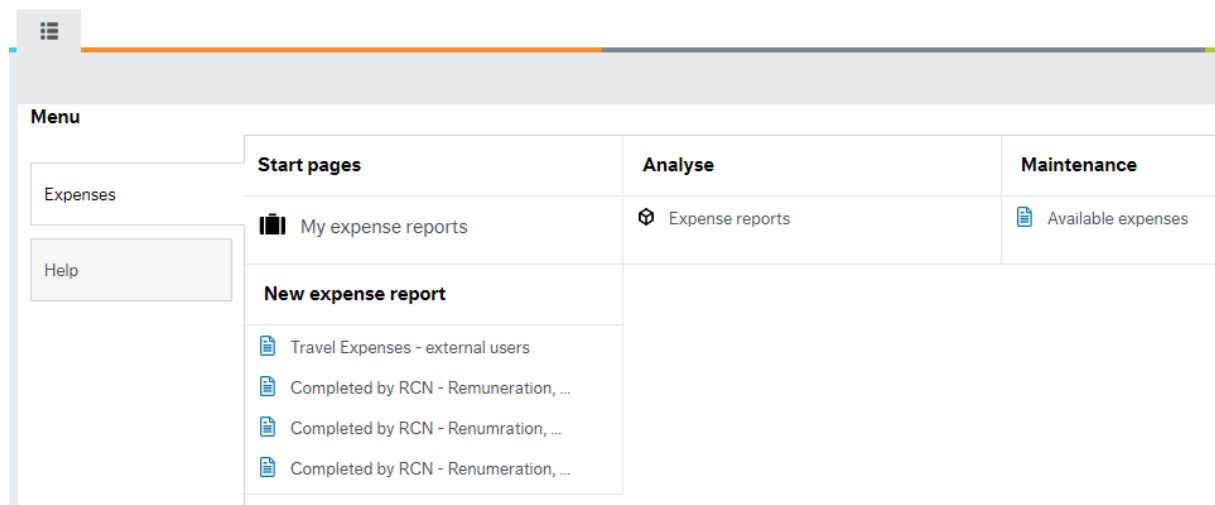 Menu
Expenses
Help
Start pages
My expense reports
New expense report
Travel Expenses - external users
Completed by RCN - Remuneration, ...
Completed by RCN - Renumration, ...
Completed by RCN - Renumeration, ...
Analyse
Expense reports
Maintenance
Available expenses